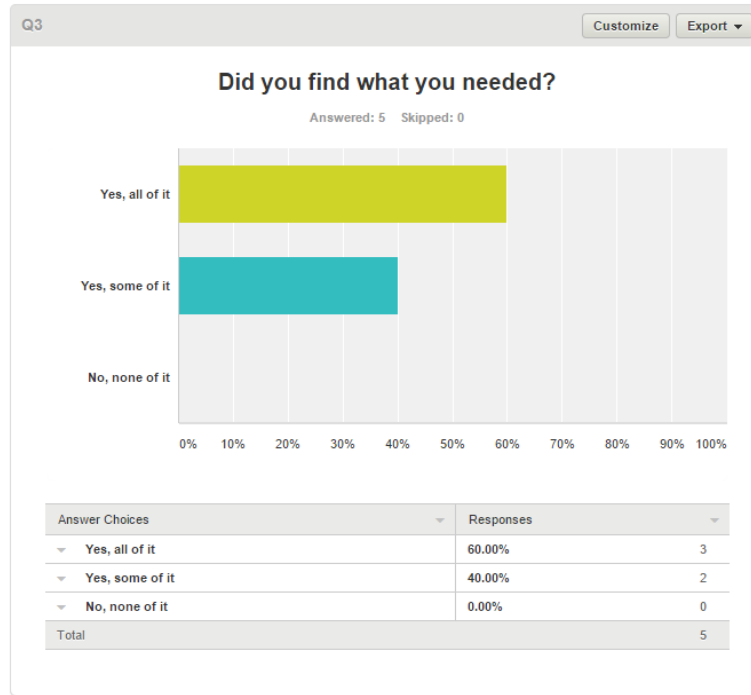 Q3
Customize
Export
Did you find what you needed?
Answered: 5 Skipped: 0
Yes, all of it
Yes, some of it
No, none of it
0% 10% 20% 30% 40% 50% 60% 70% 80% 90% 100%
Answer Choices Responses
Yes, all of it 60.00% 3
Yes, some of it 40.00% 2
No, none of it 0.00% 0
Total 5